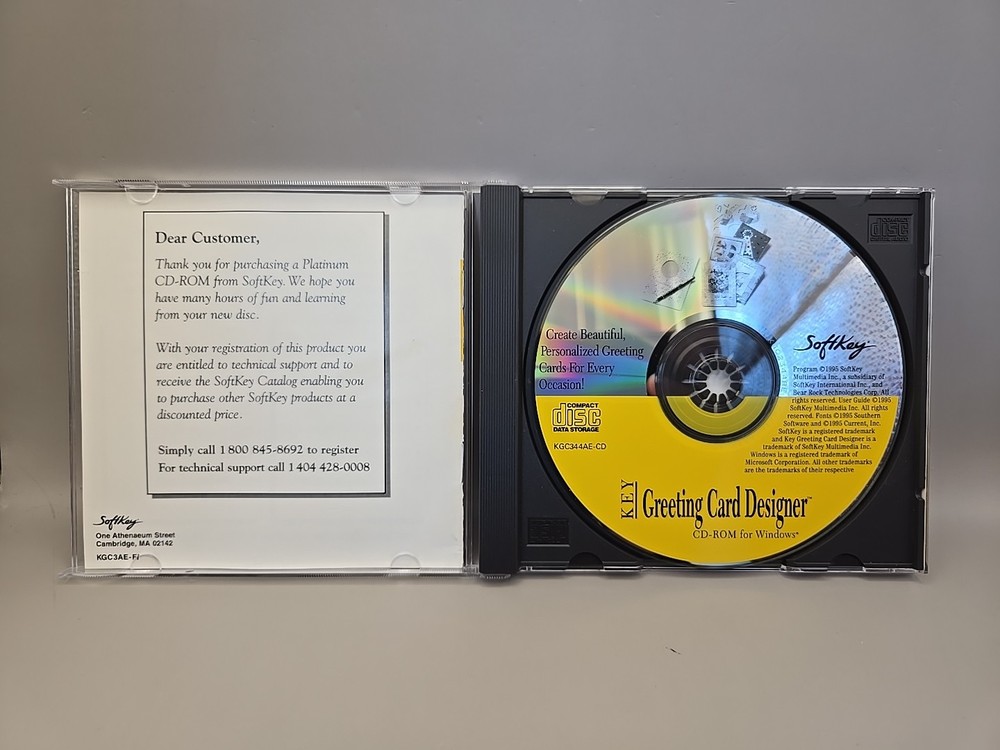 Dear Customer,
Thank you for purchasing a Platinum
CD-ROM from SoftKey. We hope you
have many hours of fun and learning
from your new disc.
With your registration of this product you
are entitled to technical support and to
receive the SoftKey Catalog enabling you
to purchase other SoftKey products at a
discounted price.
Simply call 1 800 845-8692 to register
For technical support call 1 404 428-0008
SoftKey
One Athenaeum Street
Cambridge, MA 02142
KGC3AE-FJ
COMPACT
disc
DIGITAL AUDIO
Create Beautiful,
Personalized Greeting
Cards For Every
Occasion!
COMPACT
disc
DATA STORAGE
KGC344AE-CD
SoftKey
Program ©1995 SoftKey
Multimedia Inc., a subsidiary of
SoftKey International Inc., and
Bear Rock Technologies Corp. All
rights reserved. User Guide ©1995
SoftKey Multimedia Inc. All rights
reserved. Fonts ©1995 Southern
Software and ©1995 Current, Inc.
SoftKey is a registered trademark
and Key Greeting Card Designer is a
trademark of SoftKey Multimedia Inc.
Windows is a registered trademark of
Microsoft Corporation. All other trademarks
are the trademarks of their respective
KEY
Greeting Card Designer™
CD-ROM for Windows®